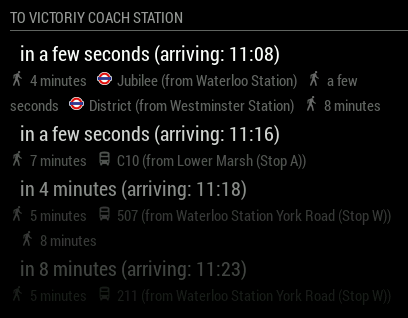 TO VICTORIY COACH STATION
in a few seconds (arriving: 11:08)
4 minutes Jubilee (from Waterloo Station) a few
seconds District (from Westminster Station) 8 minutes
in a few seconds (arriving: 11:16)
7 minutes C10 (from Lower Marsh (Stop A))
in 4 minutes (arriving: 11:18)
5 minutes 507 (from Waterloo Station York Road (Stop W))
8 minutes
in 8 minutes (arriving: 11:23)
5 minutes 211 (from Waterloo Station York Road (Stop W))